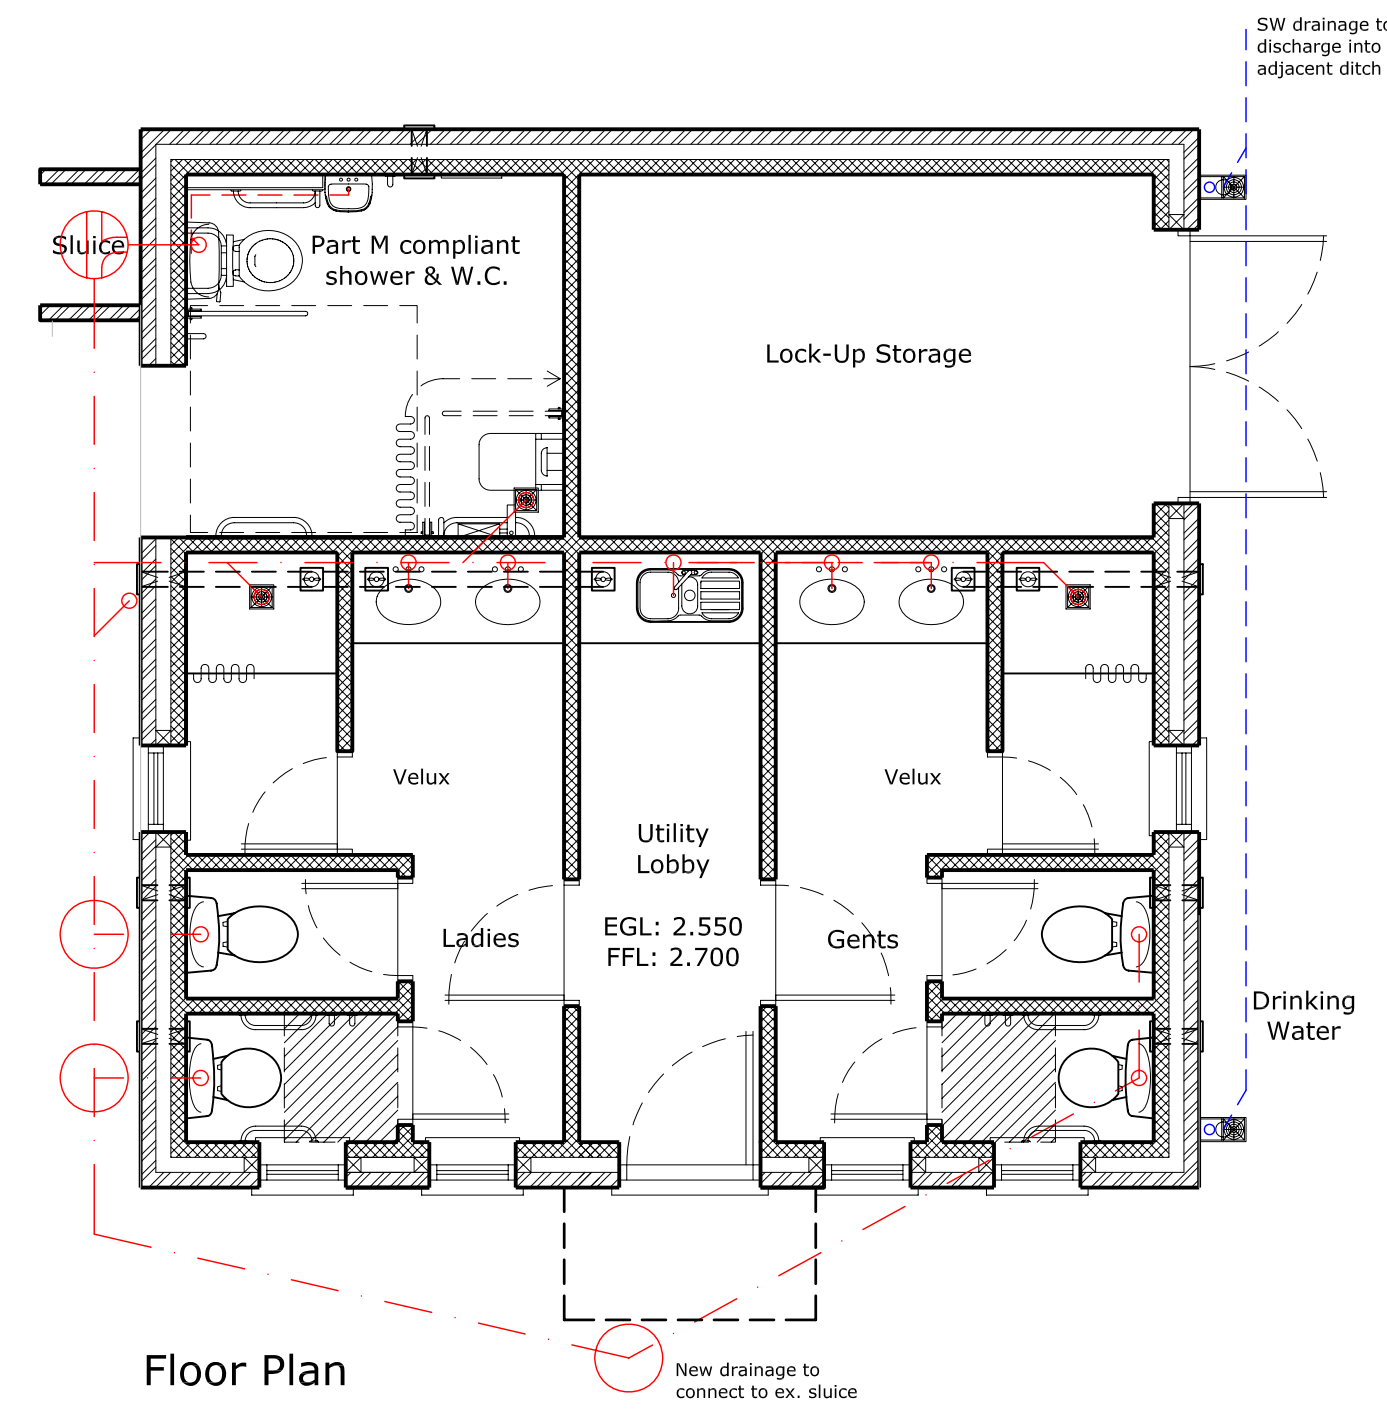 SW drainage to
discharge into
adjacent ditch
Sluice
Part M compliant
shower & W.C.
Lock-Up Storage
Velux
Velux
Utility
Lobby
EGL: 2.550
FFL: 2.700
Ladies
Gents
Drinking
Water
Floor Plan
New drainage to
connect to ex. sluice